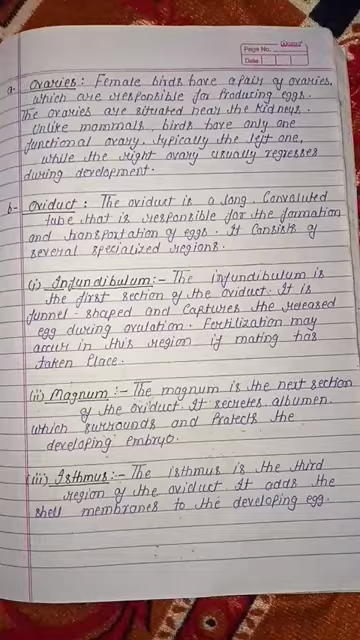 Page No.
Date
a. Ovaries : Female birds have a pair of ovaries,
which are responsible for Producing eggs.
The ovaries are situated near the Kidneys.
Unlike mammals, birds have only one
functional ovary, typically the left one,
while the right ovary usually regresses
during development.
b- Oviduct : The oviduct is a long, Convaluted
tube that is responsible for the formation
and transportation of eggs. It consists of
several specialized regions.
(i) Infundibulum:- The infundibulum is
the first section of the oviduct. It is
funnel-shaped and captures the released
egg during ovulation. Fertilization may
occur in this region if mating has
taken Place.
(ii) Magnum :- The magnum is the next section
of the oviduct. It secretes albumen,
which surrounds and Protects the
developing embryo.
(iii) Isthmus:- The isthmus is the third
region of the oviduct. It adds the
shell membranes to the developing egg.